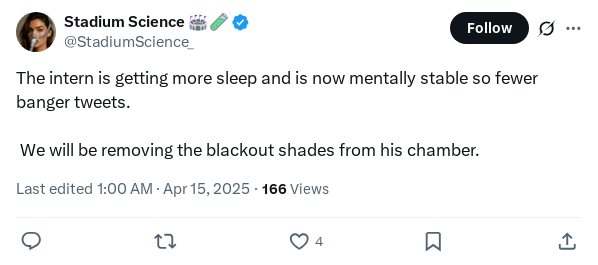 Stadium Science 🏟️🧪
@StadiumScience_
Follow
The intern is getting more sleep and is now mentally stable so fewer
banger tweets.
We will be removing the blackout shades from his chamber.
Last edited 1:00 AM · Apr 15, 2025 · 166 Views
4